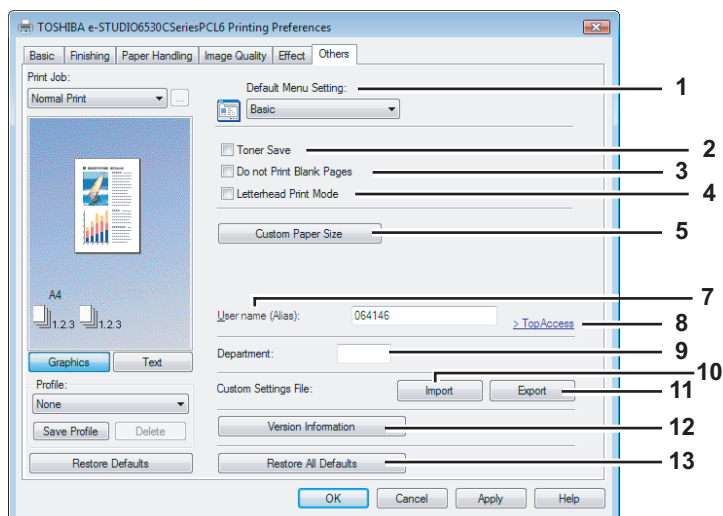 TOSHIBA e-STUDIO6530CSeriesPCL6 Printing Preferences
Basic Finishing Paper Handling Image Quality Effect Others
Print Job:
Normal Print ...
Default Menu Setting: 1
Basic
Toner Save 2
Do not Print Blank Pages 3
Letterhead Print Mode 4
Custom Paper Size 5
A4
1.2.3 1.2.3
7
User name (Alias): 064146 > TopAccess 8
Graphics Text
Department: 9
10
Profile:
None
Custom Settings File: Import Export 11
Save Profile Delete
Version Information 12
Restore Defaults
Restore All Defaults 13
OK Cancel Apply Help